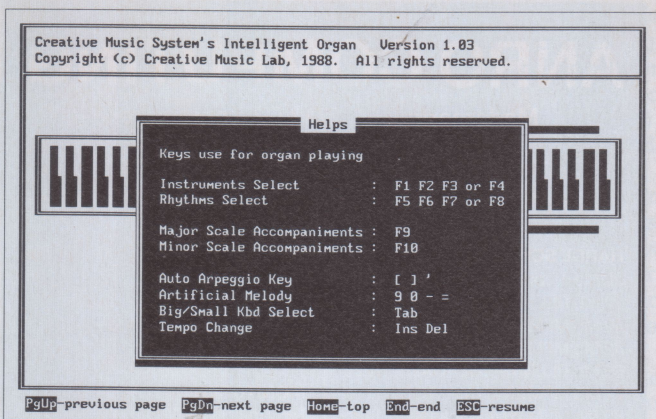 Creative Music System's Intelligent Organ Version 1.03
Copyright (c) Creative Music Lab, 1988. All rights reserved.
Helps
Keys use for organ playing
Instruments Select : F1 F2 F3 or F4
Rhythms Select : F5 F6 F7 or F8
Major Scale Accompaniments : F9
Minor Scale Accompaniments : F10
Auto Arpeggio Key : [ ] '
Artificial Melody : 9 0 - =
Big/Small Kbd Select : Tab
Tempo Change : Ins Del
PgUp-previous page PgDn-next page Home-top End-end ESC-resume